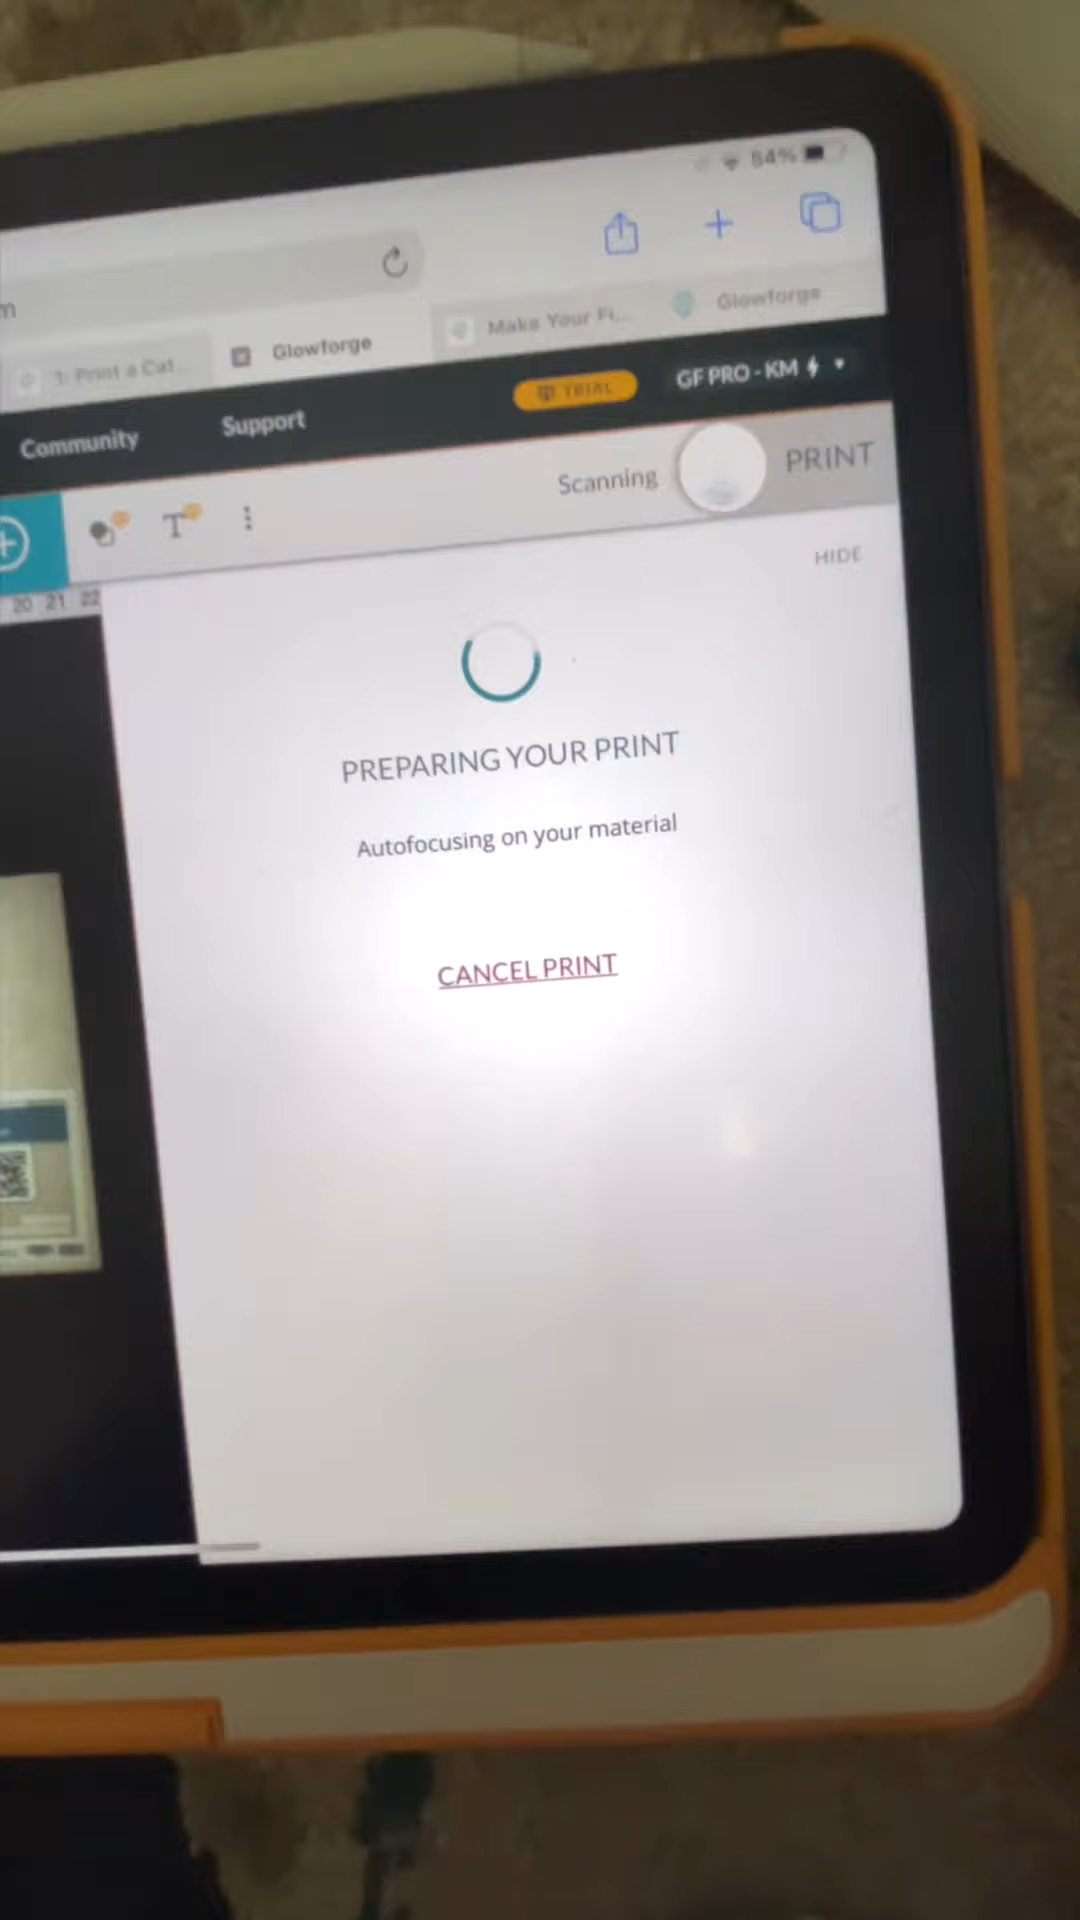 54%
m
1: Print a Cat...
Glowforge
Make Your Fi...
Glowforge
Community
Support
TRIAL
GF PRO - KM
T
Scanning
PRINT
HIDE
20 21 22
PREPARING YOUR PRINT
Autofocusing on your material
CANCEL PRINT